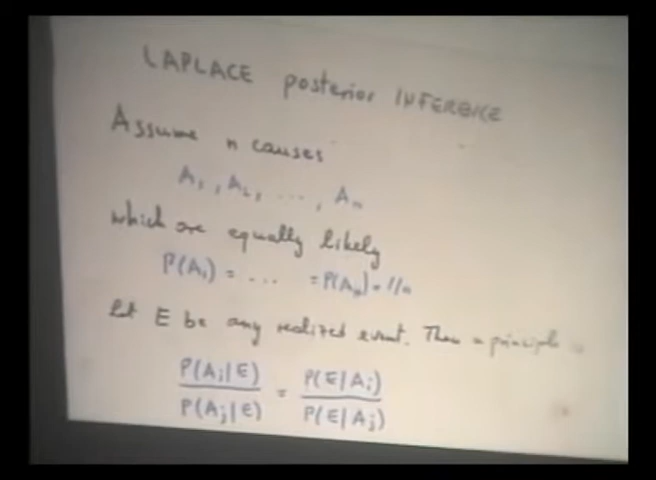 LAPLACE posterior INFERENCE
Assume n causes
A₁, A₂, ..., Aₙ
which are equally likely
P(A₁) = ... = P(Aₙ) = 1/n
Let E be any realized event. Then a principle
P(Aᵢ|E) / P(Aⱼ|E) = P(E|Aᵢ) / P(E|Aⱼ)